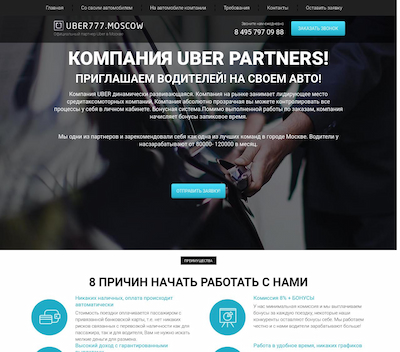 Главная
Со своим автомобилем
На автомобиле компании
Требования
Контакты
Оставить заявку
UBER777.MOSCOW
Официальный партнер Uber в Москве
Звоните нам ежедневно
8 495 797 09 88
ЗАКАЗАТЬ ЗВОНОК
КОМПАНИЯ UBER PARTNERS!
ПРИГЛАШАЕМ ВОДИТЕЛЕЙ! НА СВОЕМ АВТО!
Компания UBER динамически развивающаяся. Компания на рынке занимает лидирующее место
средитаксомоторных компаний. Компания абсолютно прозрачная вы можете контролировать все
процессы у себя в личном кабинете. Бонусная система.Помимо выполненной работы по заказам, компания
начисляет бонусы запиковое время.
Мы одни из партнеров и зарекомендовали себя как одна из лучших команд в городе Москве. Водители у
насзарабатывают от 80000- 120000 в месяц.
ОТПРАВИТЬ ЗАЯВКУ
ПРЕИМУЩЕСТВА
8 ПРИЧИН НАЧАТЬ РАБОТАТЬ С НАМИ
Никаких наличных, оплата происходит
автоматически
Стоимость поездки оплачивается пассажиром с
привязанной банковской карты, т.е. нет никаких
рисков связанных с перевозкой наличности как для
пассажира, так и для водителя, Вам не нужно искать
мелкие деньги для размена.
Высокий доход с гарантированными
Комиссия 8% + БОНУСЫ
У нас минимальная комиссия и мы выплачиваем
бонусы за каждую поездку, некоторые наши
конкуренты оставляют бонусы себе. Мы работаем
честно и с нами водители зарабатывают больше!
Работа в удобное время, никаких графиков